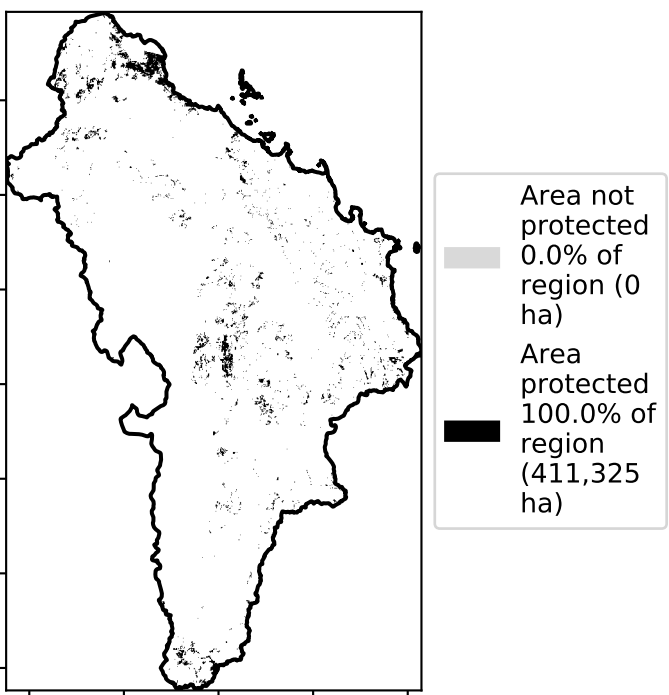 Area not
protected
0.0% of
region (0
ha)
Area
protected
100.0% of
region
(411,325
ha)